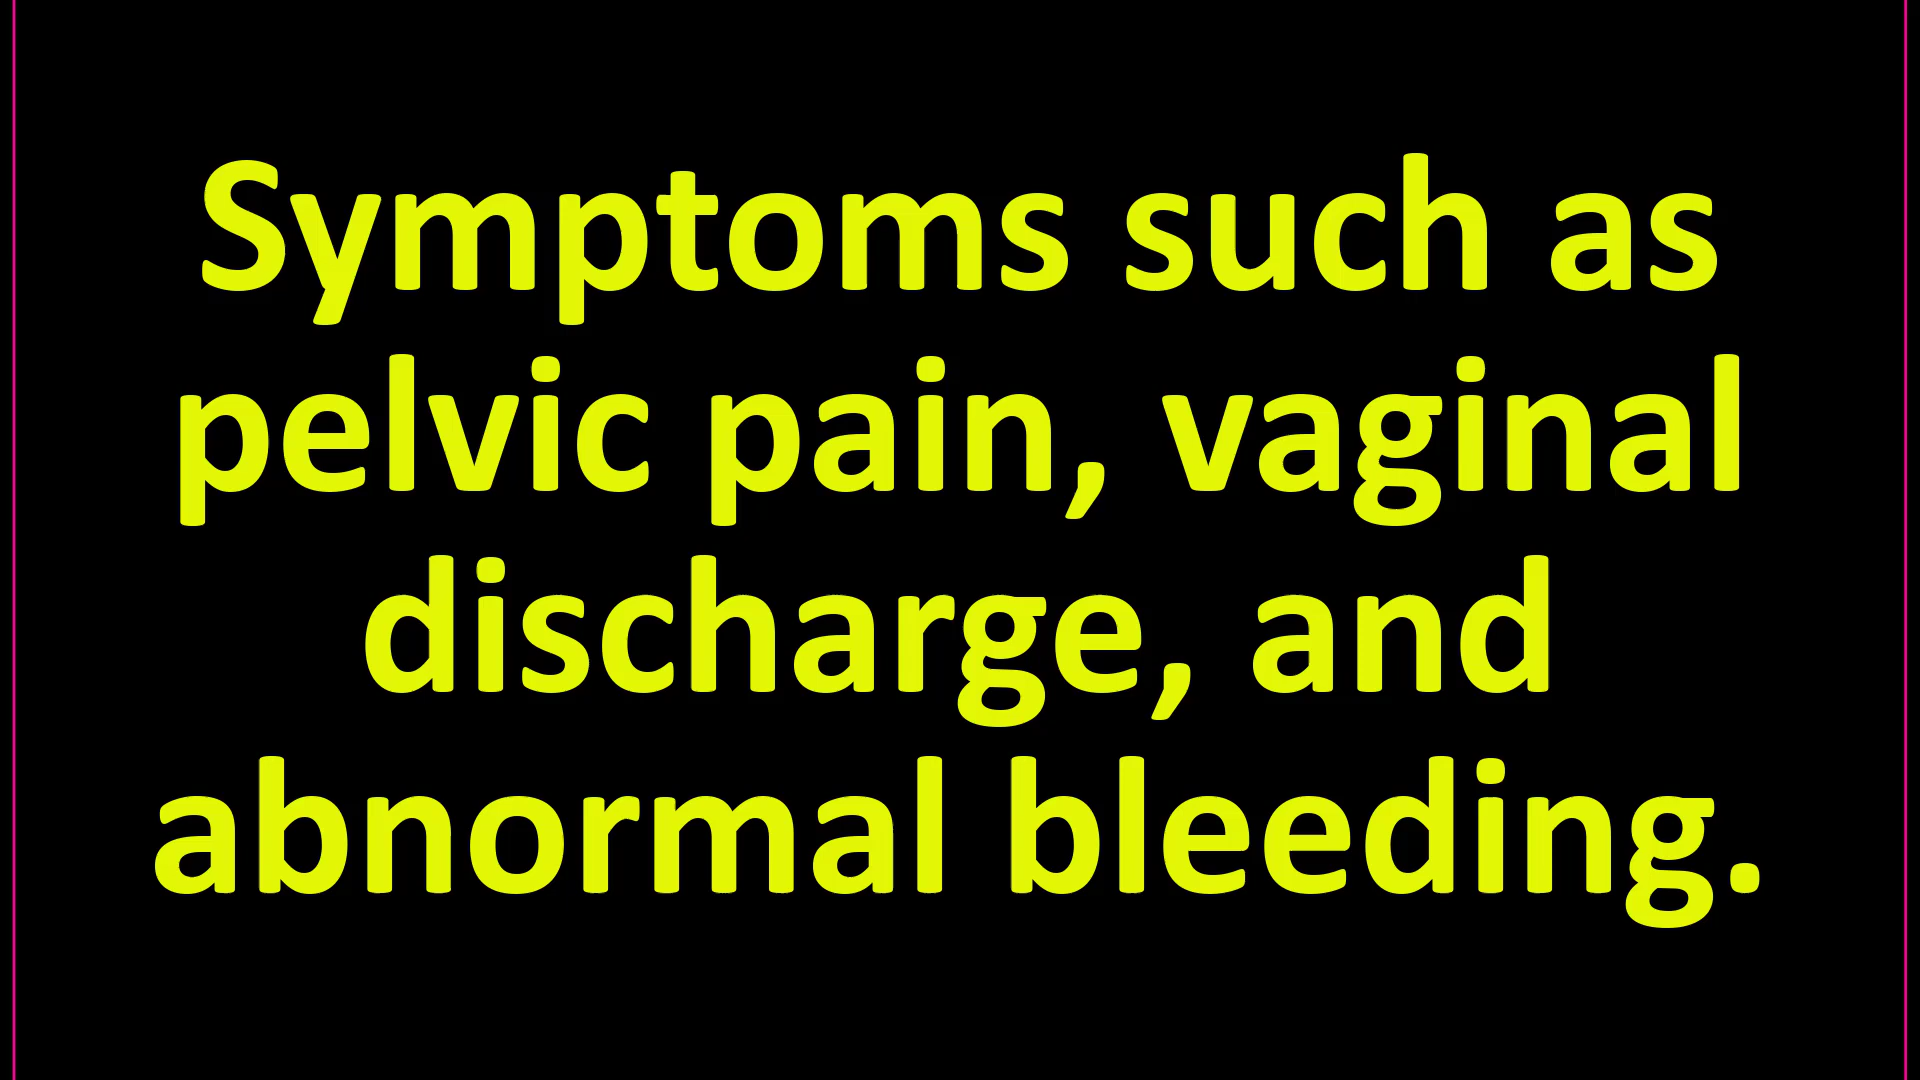 Symptoms such as
pelvic pain, vaginal
discharge, and
abnormal bleeding.